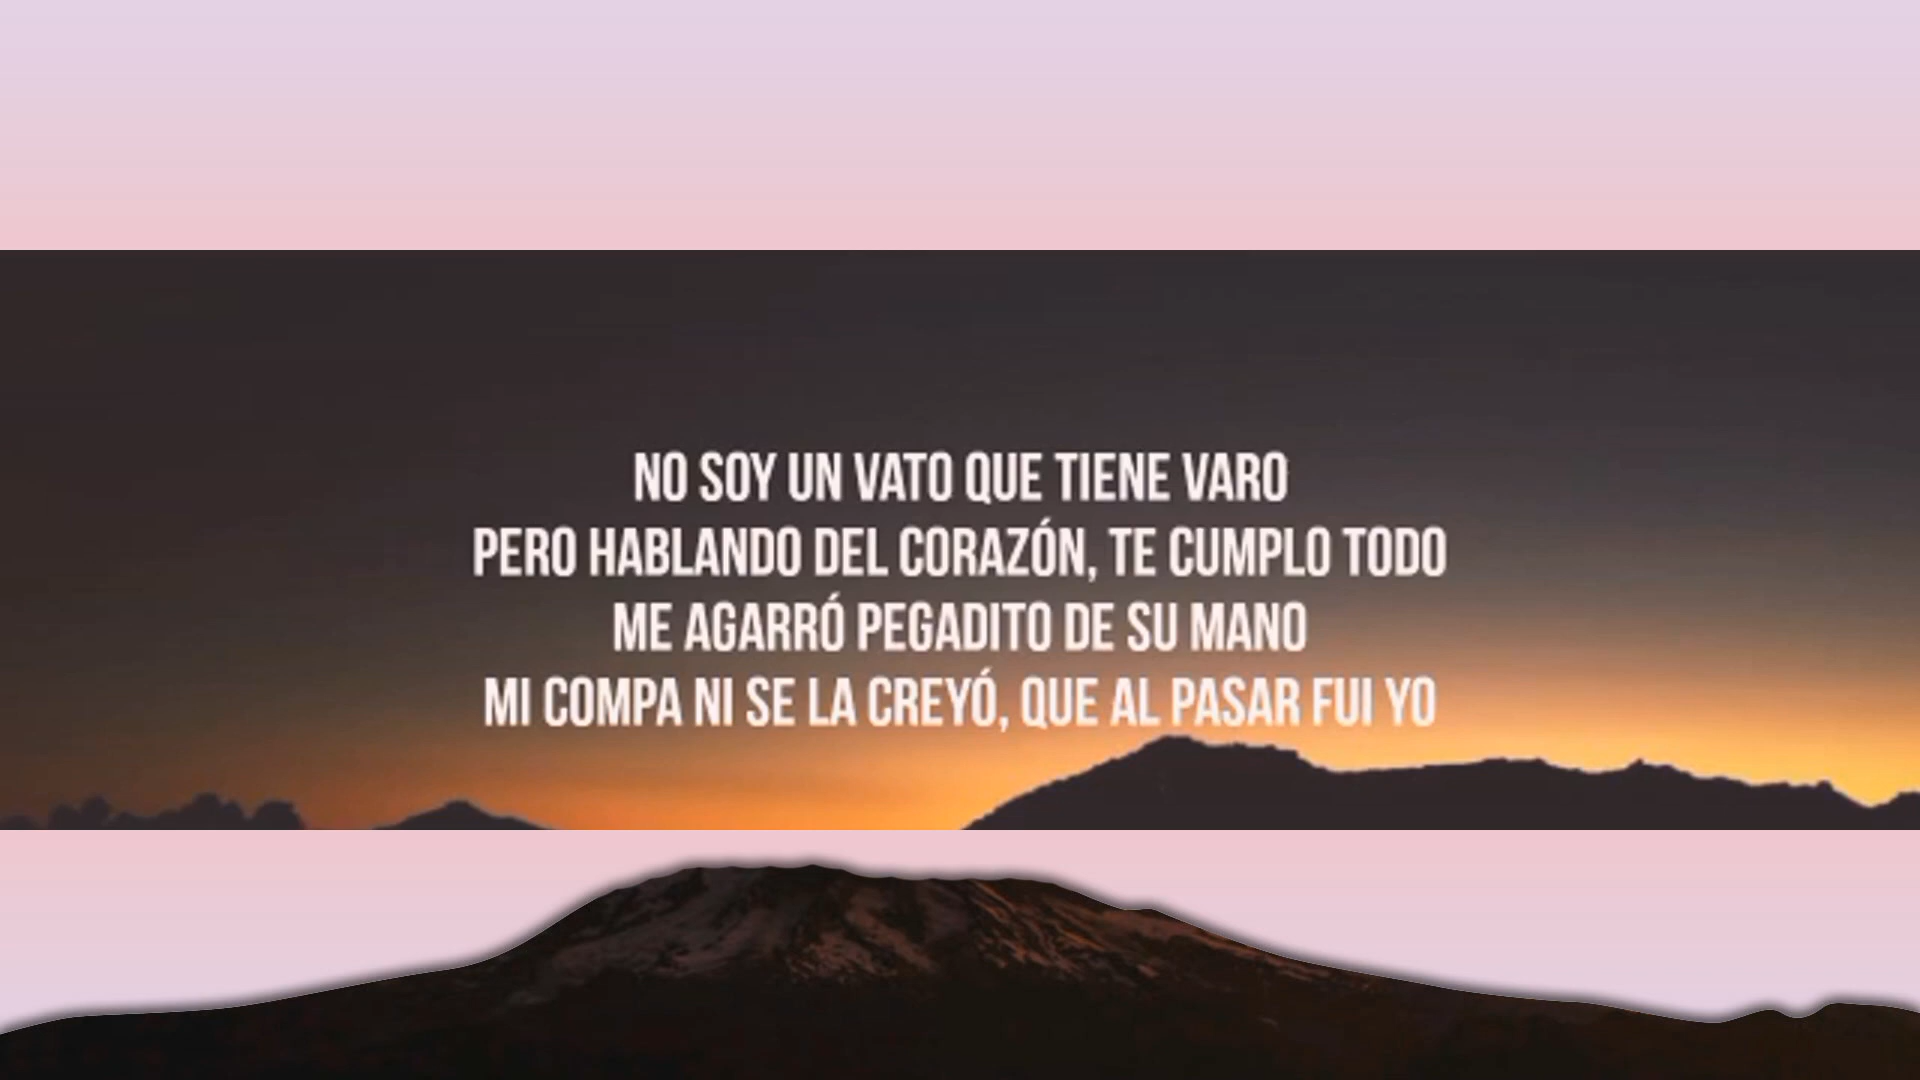 NO SOY UN VATO QUE TIENE VARO
PERO HABLANDO DEL CORAZÓN, TE CUMPLO TODO
ME AGARRÓ PEGADITO DE SU MANO
MI COMPA NI SE LA CREYÓ, QUE AL PASAR FUI YO